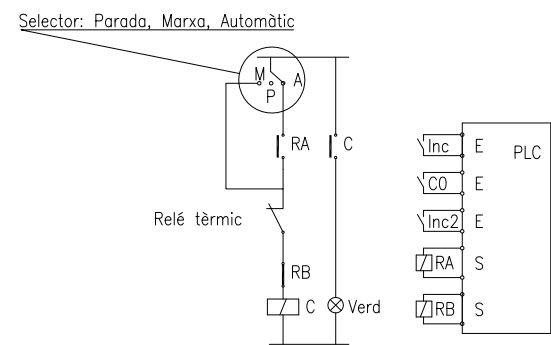 Selector: Parada, Marxa, Automàtic
M
A
P
RA
C
Relé tèrmic
RB
C
Verd
PLC
Inc
E
C0
E
Inc2
E
RA
S
RB
S